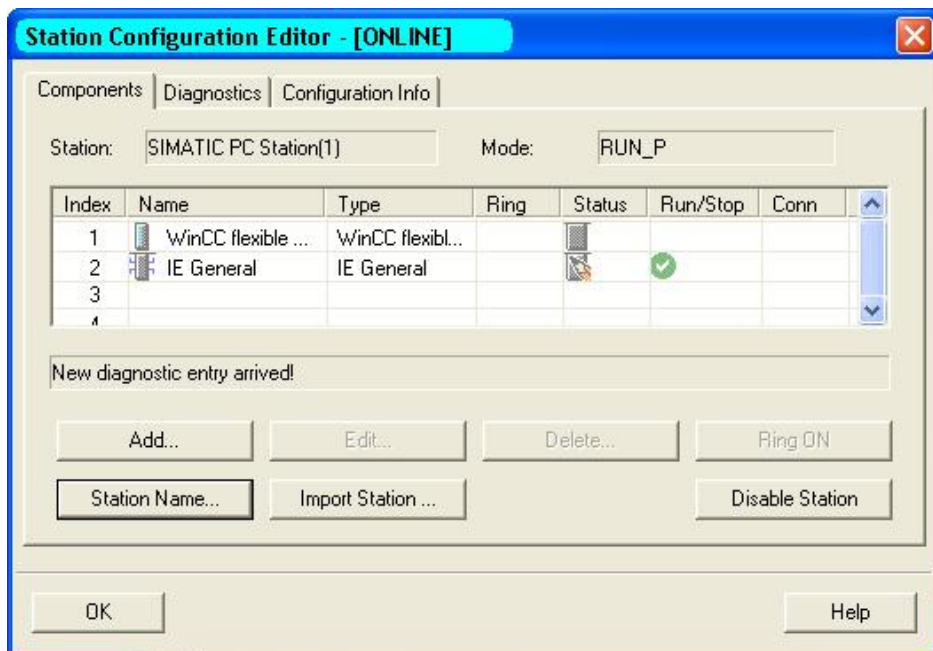 Station Configuration Editor - [ONLINE]
Components Diagnostics Configuration Info
Station: SIMATIC PC Station(1) Mode: RUN_P
Index Name Type Ring Status Run/Stop Conn
1 WinCC flexible ... WinCC flexibl...
2 IE General IE General
3
4
New diagnostic entry arrived!
Add... Edit... Delete... Ring ON
Station Name... Import Station ... Disable Station
OK Help